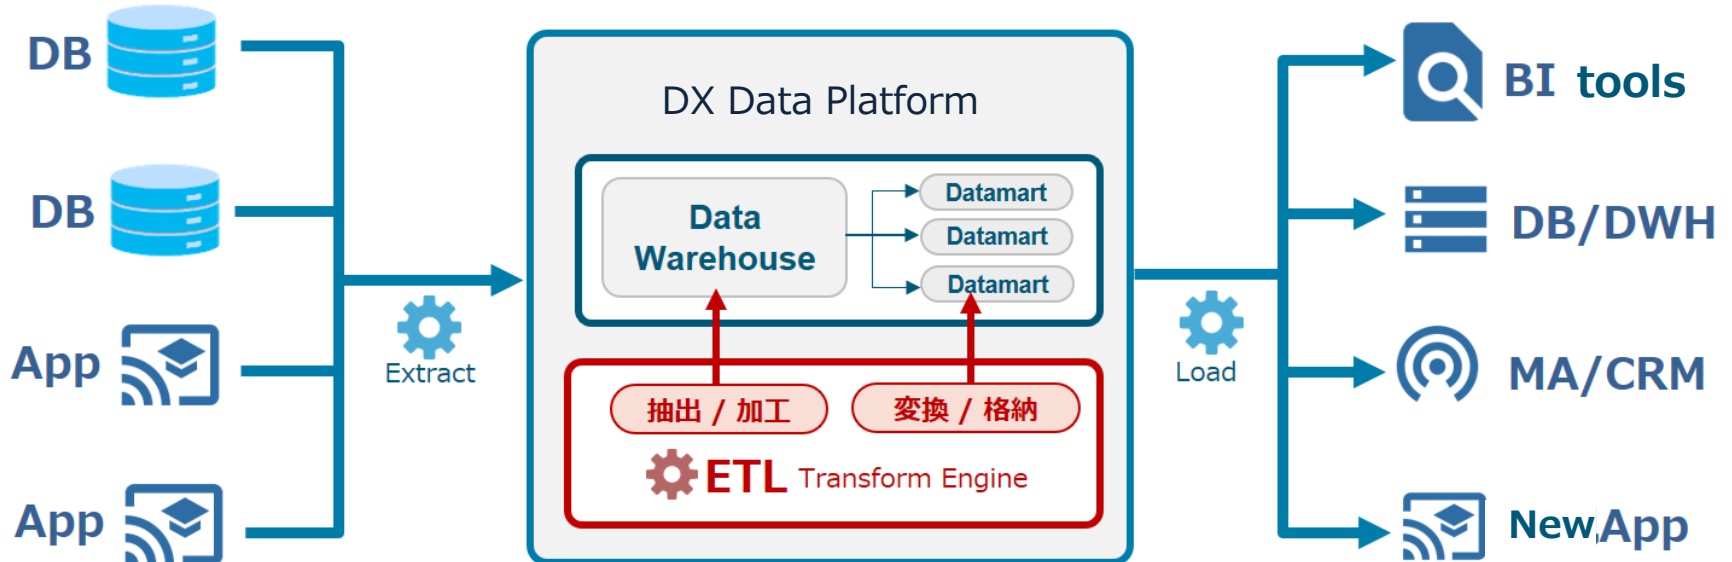 DB
DB
App
App
Extract
DX Data Platform
Data
Warehouse
Datamart
Datamart
Datamart
抽出 / 加工
変換 / 格納
ETL Transform Engine
Load
BI tools
DB/DWH
MA/CRM
New App